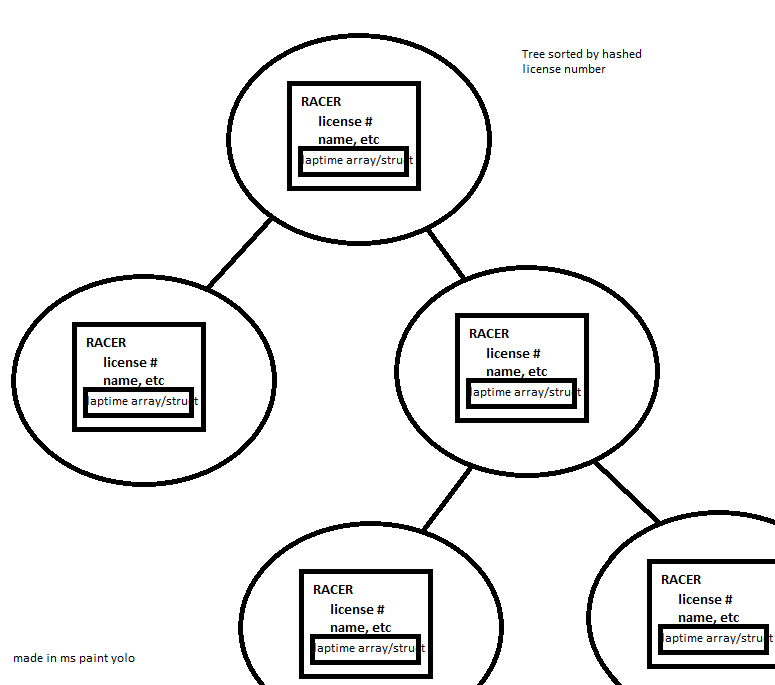 Tree sorted by hashed
license number
RACER
license #
name, etc
laptime array/struct
RACER
license #
name, etc
laptime array/struct
RACER
license #
name, etc
laptime array/struct
RACER
license #
name, etc
laptime array/struct
RACER
license #
name, etc
laptime array/struct
made in ms paint yolo